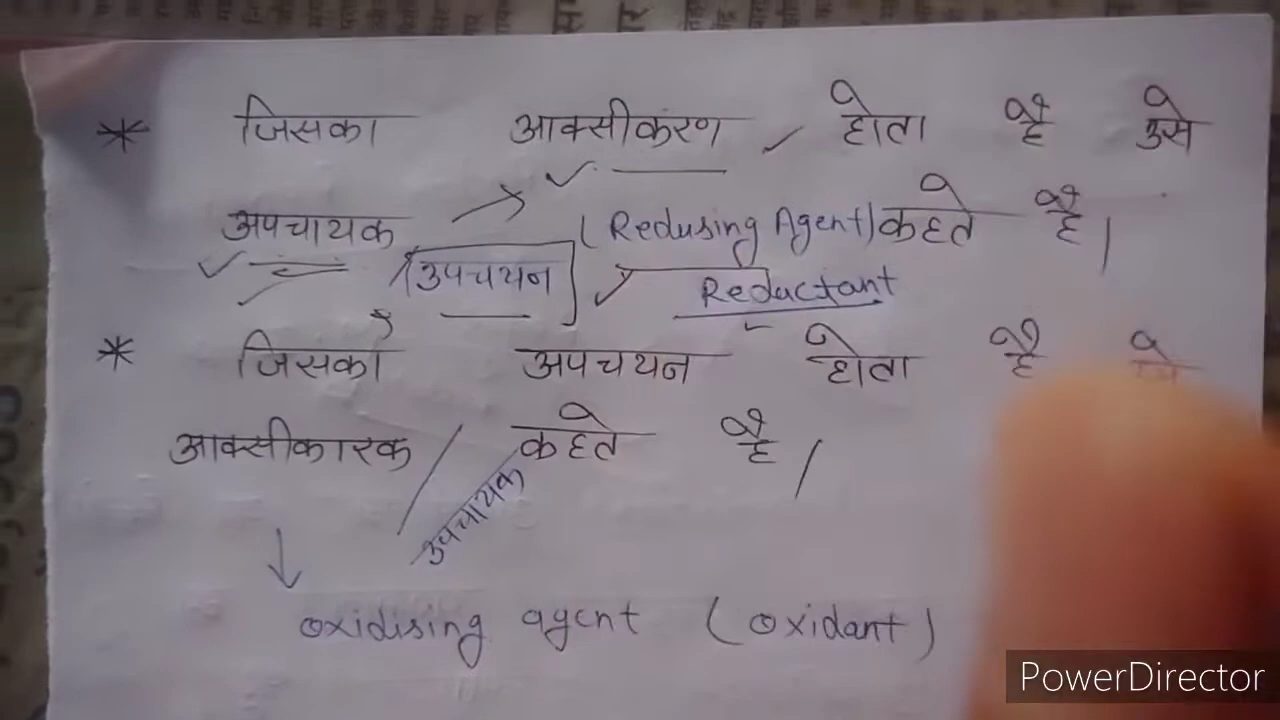 * जिसका आक्सीकरण होता है उसे
अपचायक → (Redusing Agent) कहते है।
उपचयन Reductant
* जिसका अपचयन होता है
आक्सीकारक / कहते है।
उपचायक
↓
oxidising agent (oxidant)
PowerDirector